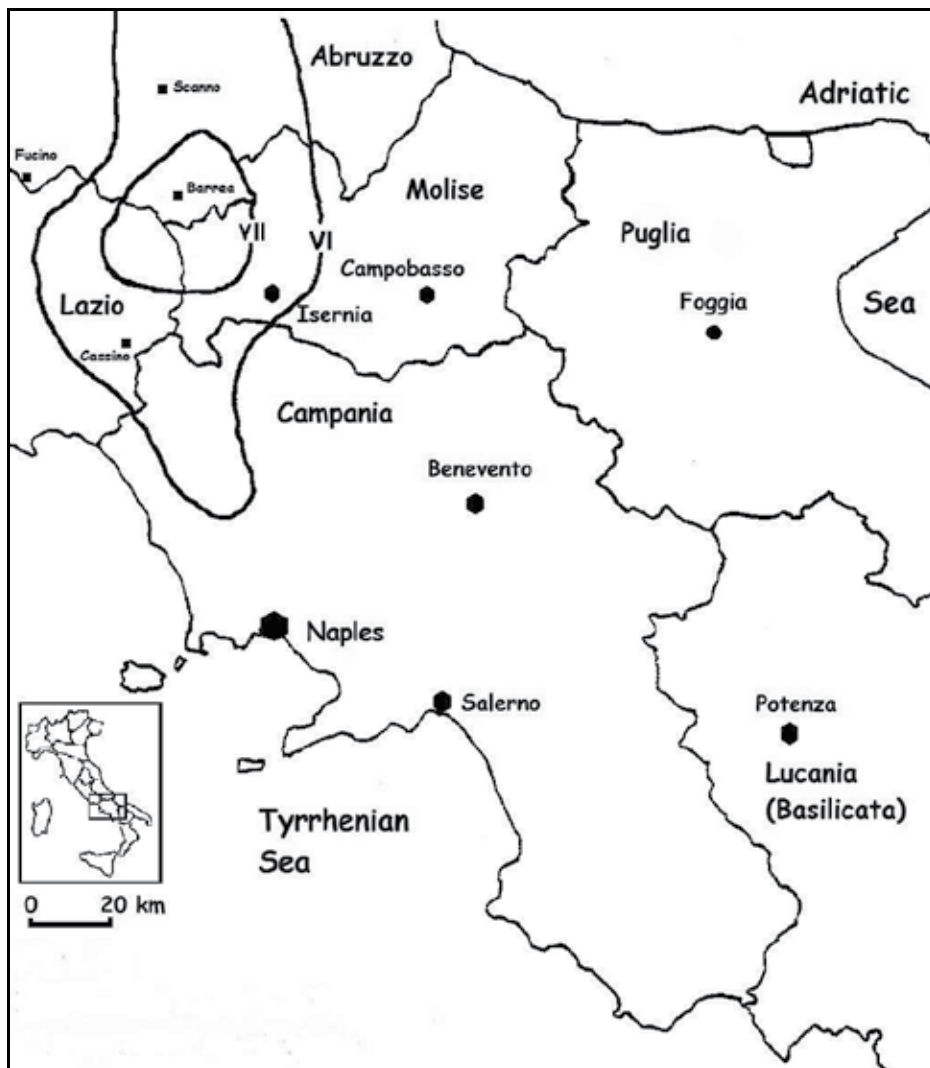 Abruzzo
Scanno
Adriatic
Fucino
Barrea
Molise
VII
VI
Puglia
Campobasso
Lazio
Isernia
Foggia
Sea
Cassino
Campania
Benevento
Naples
Salerno
Potenza
Lucania
(Basilicata)
Tyrrhenian
Sea
0 20 km